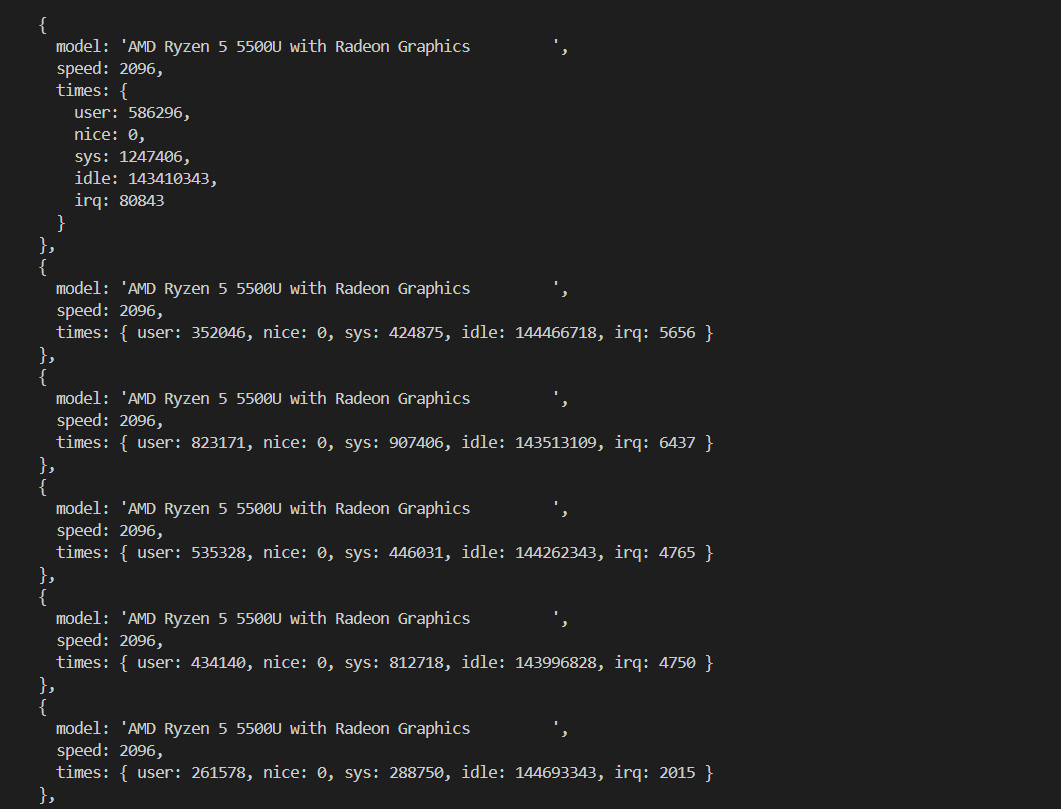 {
model: 'AMD Ryzen 5 5500U with Radeon Graphics         ',
speed: 2096,
times: {
user: 586296,
nice: 0,
sys: 1247406,
idle: 143410343,
irq: 80843
}
},
{
model: 'AMD Ryzen 5 5500U with Radeon Graphics         ',
speed: 2096,
times: { user: 352046, nice: 0, sys: 424875, idle: 144466718, irq: 5656 }
},
{
model: 'AMD Ryzen 5 5500U with Radeon Graphics         ',
speed: 2096,
times: { user: 823171, nice: 0, sys: 907406, idle: 143513109, irq: 6437 }
},
{
model: 'AMD Ryzen 5 5500U with Radeon Graphics         ',
speed: 2096,
times: { user: 535328, nice: 0, sys: 446031, idle: 144262343, irq: 4765 }
},
{
model: 'AMD Ryzen 5 5500U with Radeon Graphics         ',
speed: 2096,
times: { user: 434140, nice: 0, sys: 812718, idle: 143996828, irq: 4750 }
},
{
model: 'AMD Ryzen 5 5500U with Radeon Graphics         ',
speed: 2096,
times: { user: 261578, nice: 0, sys: 288750, idle: 144693343, irq: 2015 }
},